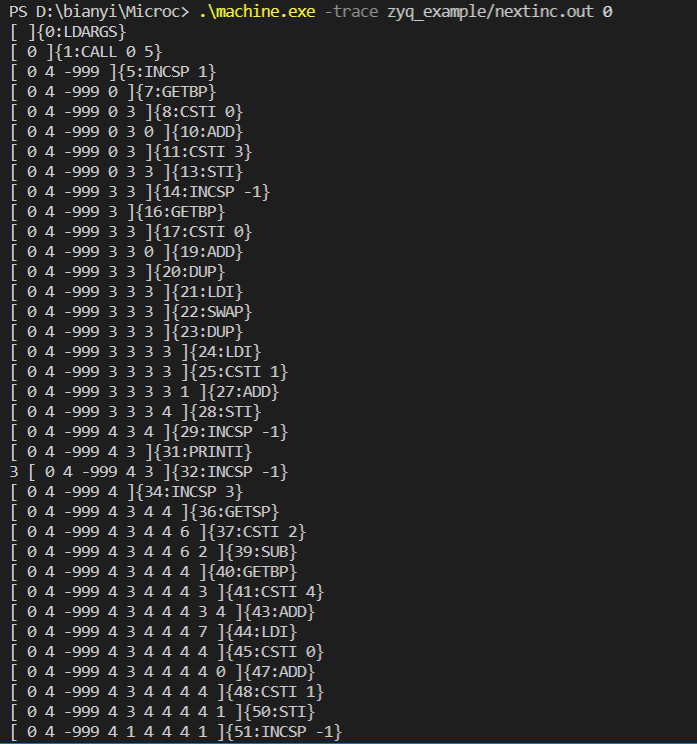 PS D:\bianyi\Microc> .\machine.exe -trace zyq_example/nextinc.out 0
[ ]{0:LDARGS}
[ 0 ]{1:CALL 0 5}
[ 0 4 -999 ]{5:INCSP 1}
[ 0 4 -999 0 ]{7:GETBP}
[ 0 4 -999 0 3 ]{8:CSTI 0}
[ 0 4 -999 0 3 0 ]{10:ADD}
[ 0 4 -999 0 3 ]{11:CSTI 3}
[ 0 4 -999 0 3 3 ]{13:STI}
[ 0 4 -999 3 3 ]{14:INCSP -1}
[ 0 4 -999 3 ]{16:GETBP}
[ 0 4 -999 3 3 ]{17:CSTI 0}
[ 0 4 -999 3 3 0 ]{19:ADD}
[ 0 4 -999 3 3 ]{20:DUP}
[ 0 4 -999 3 3 3 ]{21:LDI}
[ 0 4 -999 3 3 3 ]{22:SWAP}
[ 0 4 -999 3 3 3 ]{23:DUP}
[ 0 4 -999 3 3 3 3 ]{24:LDI}
[ 0 4 -999 3 3 3 3 ]{25:CSTI 1}
[ 0 4 -999 3 3 3 3 1 ]{27:ADD}
[ 0 4 -999 3 3 3 4 ]{28:STI}
[ 0 4 -999 4 3 4 ]{29:INCSP -1}
[ 0 4 -999 4 3 ]{31:PRINTI}
3 [ 0 4 -999 4 3 ]{32:INCSP -1}
[ 0 4 -999 4 ]{34:INCSP 3}
[ 0 4 -999 4 3 4 4 ]{36:GETSP}
[ 0 4 -999 4 3 4 4 6 ]{37:CSTI 2}
[ 0 4 -999 4 3 4 4 6 2 ]{39:SUB}
[ 0 4 -999 4 3 4 4 4 ]{40:GETBP}
[ 0 4 -999 4 3 4 4 4 3 ]{41:CSTI 4}
[ 0 4 -999 4 3 4 4 4 3 4 ]{43:ADD}
[ 0 4 -999 4 3 4 4 4 7 ]{44:LDI}
[ 0 4 -999 4 3 4 4 4 4 ]{45:CSTI 0}
[ 0 4 -999 4 3 4 4 4 4 0 ]{47:ADD}
[ 0 4 -999 4 3 4 4 4 4 ]{48:CSTI 1}
[ 0 4 -999 4 3 4 4 4 4 1 ]{50:STI}
[ 0 4 -999 4 1 4 4 4 1 ]{51:INCSP -1}